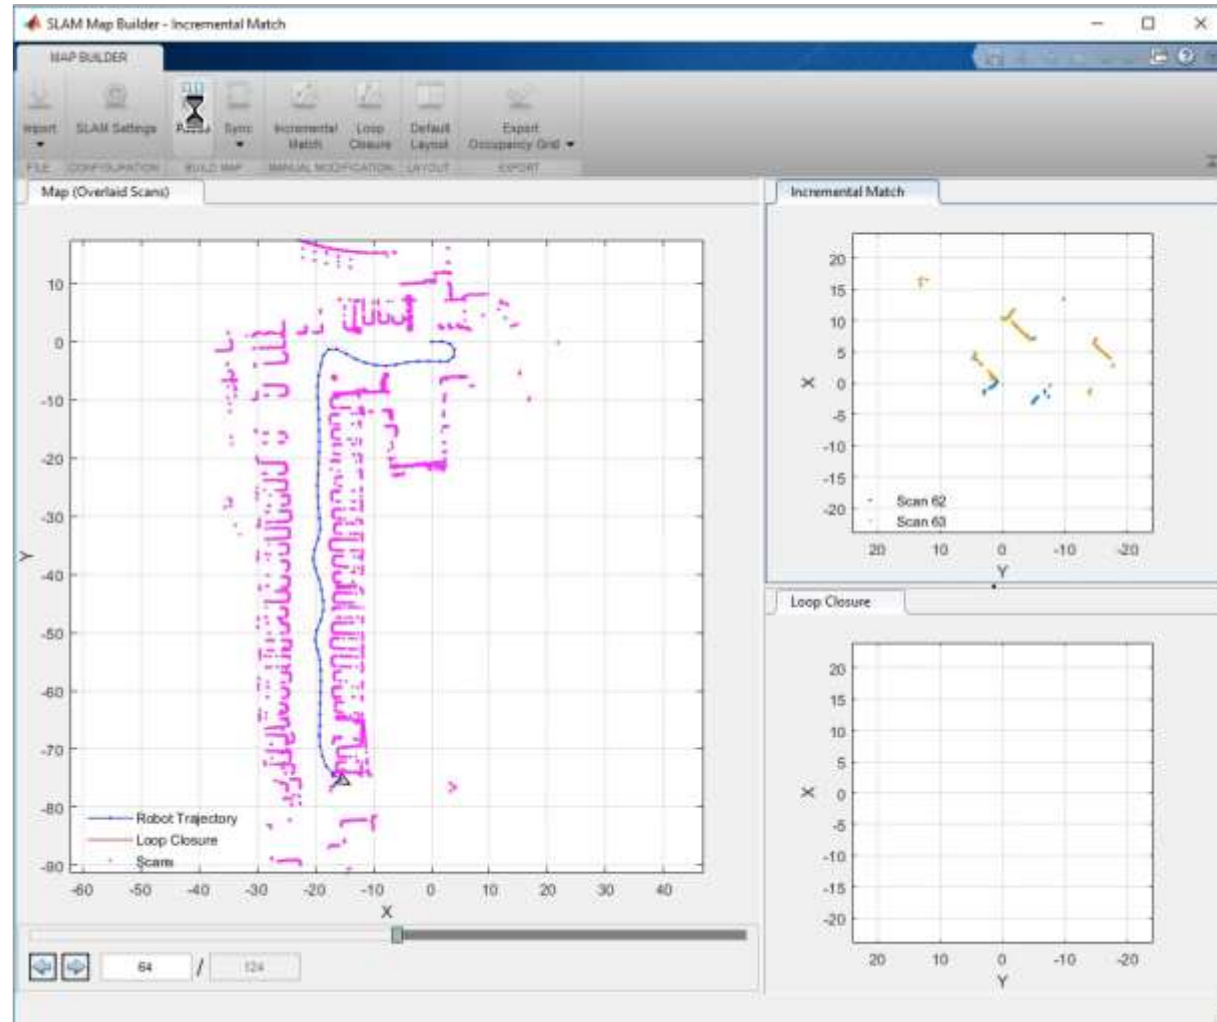 SLAM Map Builder - Incremental Match
MAP BUILDER
Import
SLAM Settings
Pause
Sync
Incremental
Match
Loop
Closure
Default
Layout
Export
Occupancy Grid
FILE
CONFIGURATION
BUILD MAP
MANUAL MODIFICATION
LAYOUT
EXPORT
Map (Overlaid Scans)
10
0
-10
-20
-30
-40
-50
-60
-70
-80
-90
Y
Robot Trajectory
Loop Closure
Scans
-60 -50 -40 -30 -20 -10 0 10 20 30 40
X
64 / 124
Incremental Match
20
15
10
5
0
-5
-10
-15
-20
X
Scan 62
Scan 63
20 10 0 -10 -20
Y
Loop Closure
20
15
10
5
0
-5
-10
-15
-20
X
20 10 0 -10 -20
Y